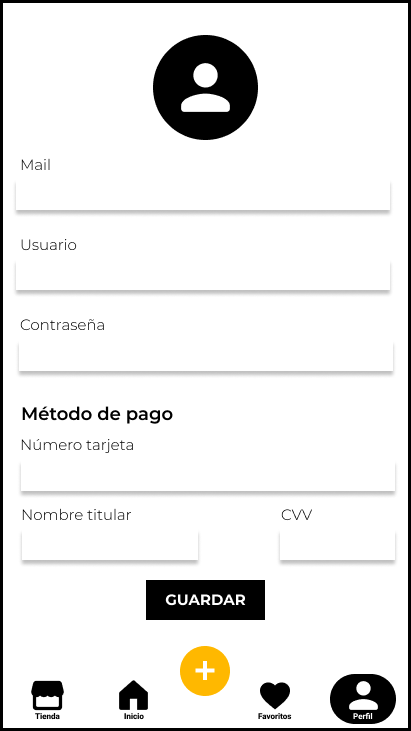 Mail
Usuario
Contraseña
Método de pago
Número tarjeta
Nombre titular CVV
GUARDAR
Tienda Inicio Favoritos Perfil